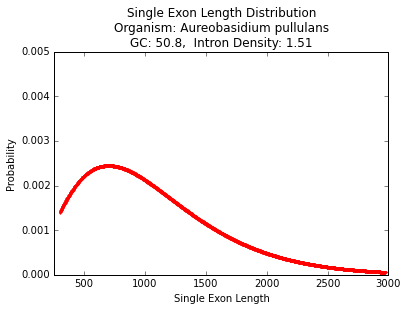 Single Exon Length Distribution
Organism: Aureobasidium pullulans
GC: 50.8,  Intron Density: 1.51
0.005
0.004
0.003
0.002
0.001
0.000
Probability
500 1000 1500 2000 2500 3000
Single Exon Length